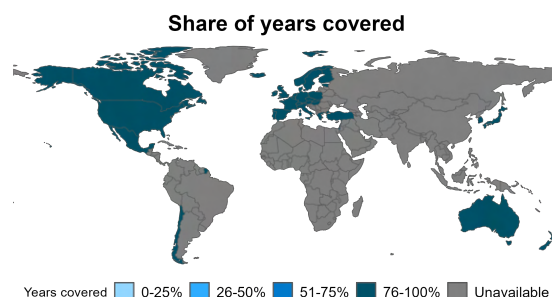 Share of years covered
Years covered 0-25% 26-50% 51-75% 76-100% Unavailable